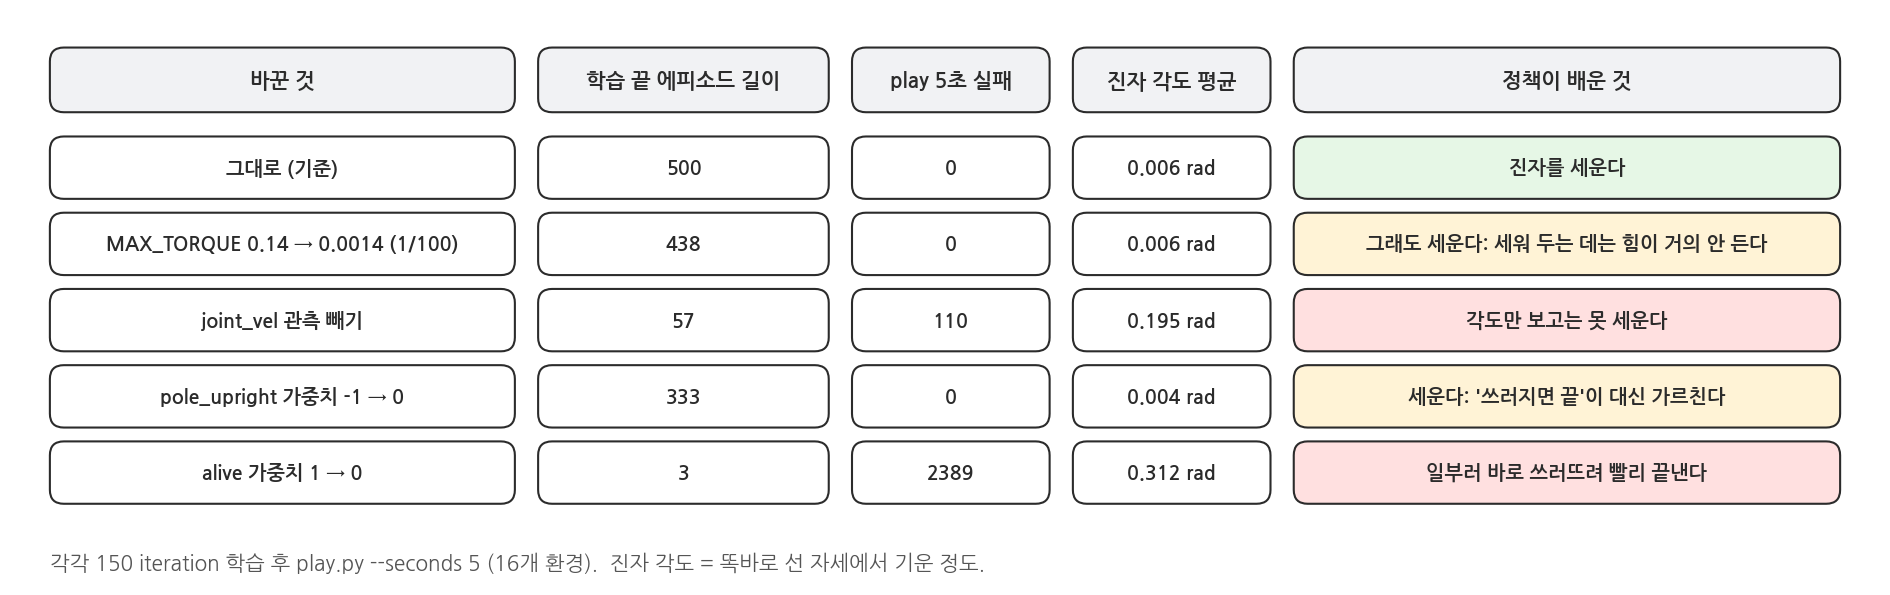 바꾼 것 학습 끝 에피소드 길이 play 5초 실패 진자 각도 평균 정책이 배운 것
그대로 (기준) 500 0 0.006 rad 진자를 세운다
MAX_TORQUE 0.14 → 0.0014 (1/100) 438 0 0.006 rad 그래도 세운다: 세워 두는 데는 힘이 거의 안 든다
joint_vel 관측 빼기 57 110 0.195 rad 각도만 보고는 못 세운다
pole_upright 가중치 -1 → 0 333 0 0.004 rad 세운다: '쓰러지면 끝'이 대신 가르친다
alive 가중치 1 → 0 3 2389 0.312 rad 일부러 바로 쓰러뜨려 빨리 끝낸다
각각 150 iteration 학습 후 play.py --seconds 5 (16개 환경). 진자 각도 = 똑바로 선 자세에서 기운 정도.